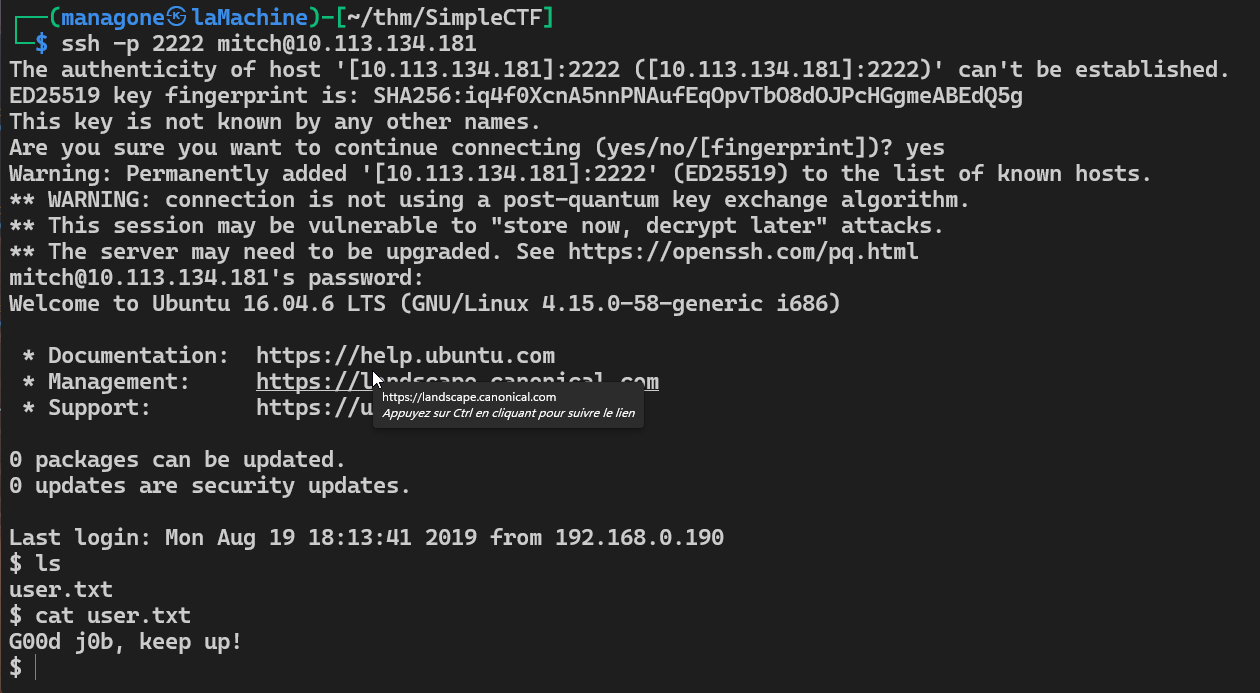 ┌──(managone㉿laMachine)-[~/thm/SimpleCTF]
└─$ ssh -p 2222 mitch@10.113.134.181
The authenticity of host '[10.113.134.181]:2222 ([10.113.134.181]:2222)' can't be established.
ED25519 key fingerprint is: SHA256:iq4f0XcnA5nnPNAufEqOpvTbO8dOJPcHGgmeABEdQ5g
This key is not known by any other names.
Are you sure you want to continue connecting (yes/no/[fingerprint])? yes
Warning: Permanently added '[10.113.134.181]:2222' (ED25519) to the list of known hosts.
** WARNING: connection is not using a post-quantum key exchange algorithm.
** This session may be vulnerable to "store now, decrypt later" attacks.
** The server may need to be upgraded. See https://openssh.com/pq.html
mitch@10.113.134.181's password:
Welcome to Ubuntu 16.04.6 LTS (GNU/Linux 4.15.0-58-generic i686)
 * Documentation:  https://help.ubuntu.com
 * Management:     https://landscape.canonical.com
 * Support:        https://u
https://landscape.canonical.com
Appuyez sur Ctrl en cliquant pour suivre le lien
0 packages can be updated.
0 updates are security updates.
Last login: Mon Aug 19 18:13:41 2019 from 192.168.0.190
$ ls
user.txt
$ cat user.txt
G00d j0b, keep up!
$